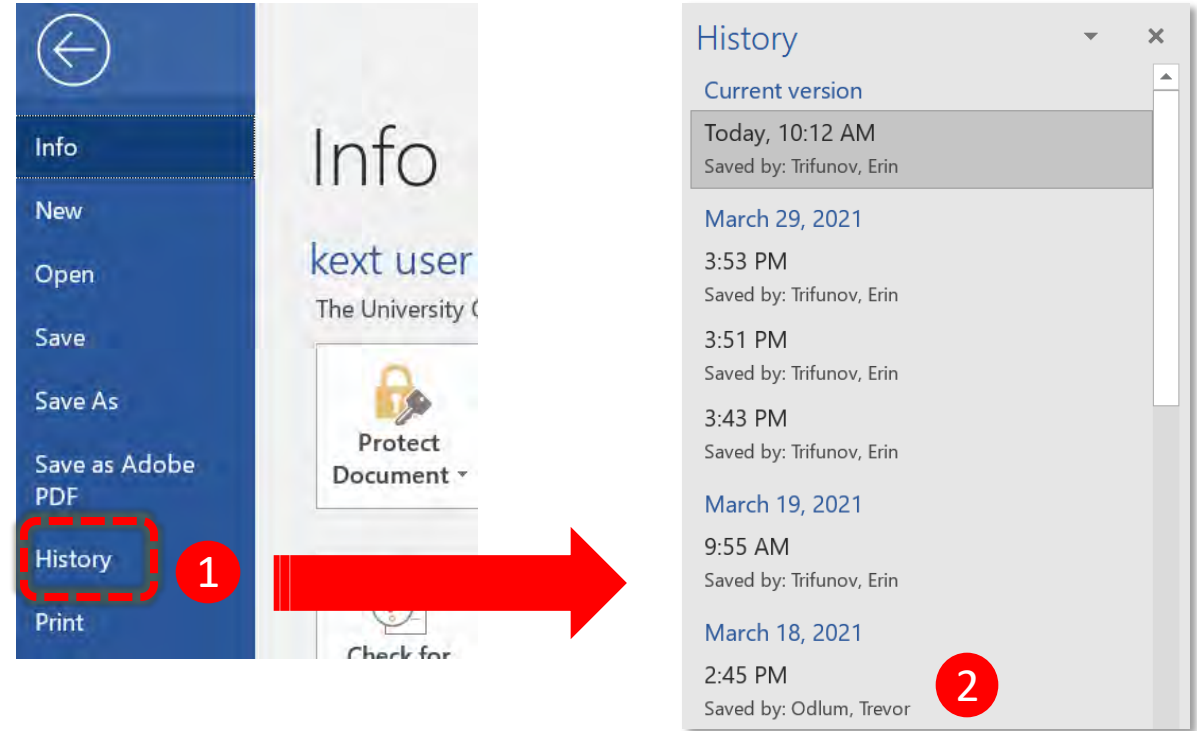 Info
New
Open
Save
Save As
Save as Adobe
PDF
History
1
Print
Info
kext user
The University
Protect
Document
Check for
History
Current version
Today, 10:12 AM
Saved by: Trifunov, Erin
March 29, 2021
3:53 PM
Saved by: Trifunov, Erin
3:51 PM
Saved by: Trifunov, Erin
3:43 PM
Saved by: Trifunov, Erin
March 19, 2021
9:55 AM
Saved by: Trifunov, Erin
March 18, 2021
2:45 PM
Saved by: Odlum, Trevor
2